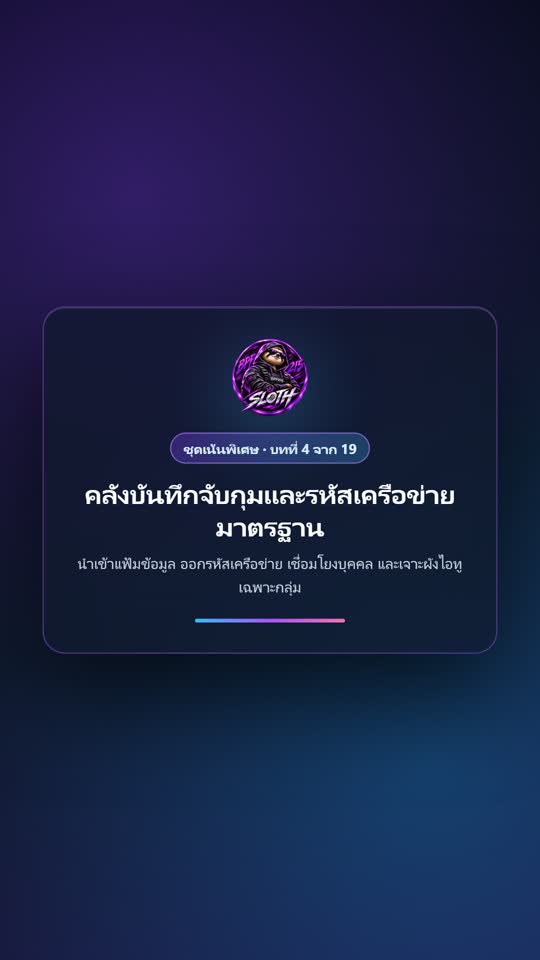 SLOTH
ชุดเน้นพิเศษ · บทที่ 4 จาก 19
คลังบันทึกจับกุมและรหัสเครือข่าย
มาตรฐาน
นำเข้าแฟ้มข้อมูล ออกรหัสเครือข่าย เชื่อมโยงบุคคล และเจาะผังไอทู
เฉพาะกลุ่ม